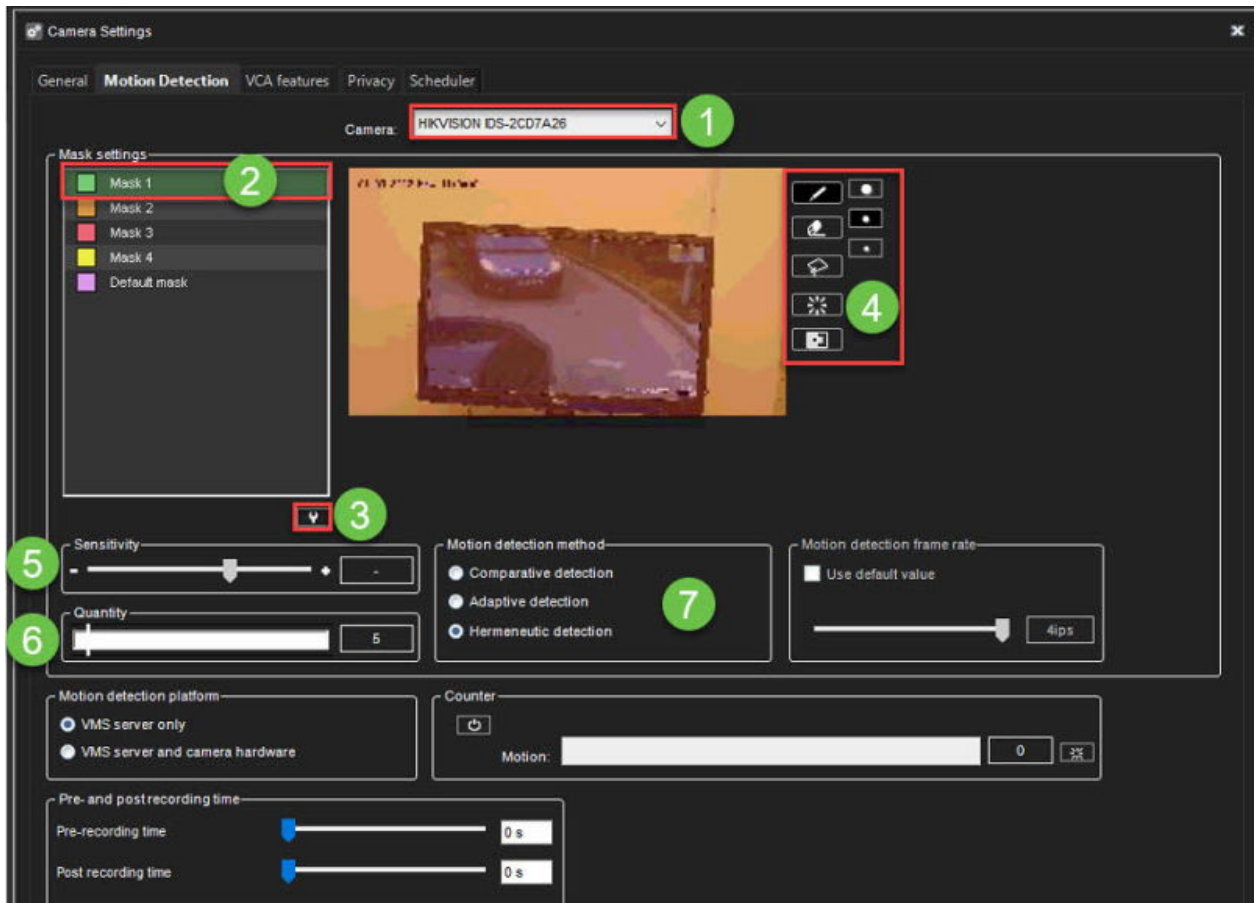 Camera Settings
General Motion Detection VCA features Privacy Scheduler
Camera: HIKVISION IDS-2CD7A26 1
Mask settings
Mask 1 2
Mask 2
Mask 3
Mask 4
Default mask
4
3
5 Sensitivity
- + -
6 Quantity
5
Motion detection method
Comparative detection
Adaptive detection
Hermeneutic detection
7
Motion detection frame rate
Use default value
4ips
Motion detection platform
VMS server only
VMS server and camera hardware
Counter
Motion: 0
Pre- and post recording time
Pre-recording time 0 s
Post recording time 0 s